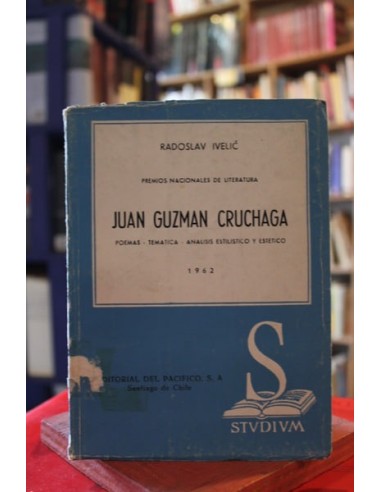 RADOSLAV IVELIĆ
PREMIOS NACIONALES DE LITERATURA
JUAN GUZMAN CRUCHAGA
POEMAS - TEMATICA - ANALISIS ESTILISTICO Y ESTETICO
1962
S
DITORIAL DEL PACIFICO, S. A
Santiago de Chile
STVDIVM